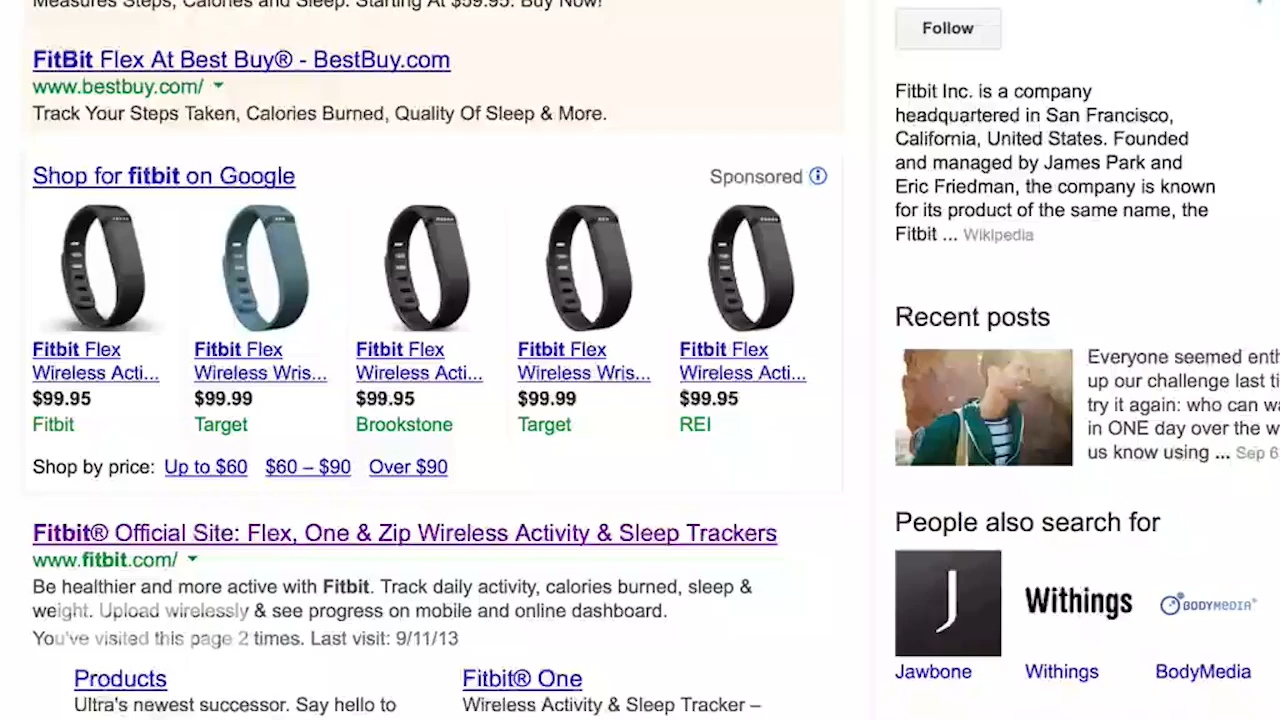 Measures Steps, Calories and Sleep. Starting At $59.95. Buy Now!
FitBit Flex At Best Buy® - BestBuy.com
www.bestbuy.com/
Track Your Steps Taken, Calories Burned, Quality Of Sleep & More.
Shop for fitbit on Google
Sponsored
Fitbit Flex
Wireless Acti...
$99.95
Fitbit
Fitbit Flex
Wireless Wris...
$99.99
Target
Fitbit Flex
Wireless Acti...
$99.95
Brookstone
Fitbit Flex
Wireless Wris...
$99.99
Target
Fitbit Flex
Wireless Acti...
$99.95
REI
Shop by price: Up to $60 $60 – $90 Over $90
Fitbit® Official Site: Flex, One & Zip Wireless Activity & Sleep Trackers
www.fitbit.com/
Be healthier and more active with Fitbit. Track daily activity, calories burned, sleep &
weight. Upload wirelessly & see progress on mobile and online dashboard.
You've visited this page 2 times. Last visit: 9/11/13
Products
Ultra's newest successor. Say hello to
Fitbit® One
Wireless Activity & Sleep Tracker –
Follow
Fitbit Inc. is a company
headquartered in San Francisco,
California, United States. Founded
and managed by James Park and
Eric Friedman, the company is known
for its product of the same name, the
Fitbit ... Wikipedia
Recent posts
Everyone seemed enth
up our challenge last ti
try it again: who can wa
in ONE day over the w
us know using ... Sep 6
People also search for
J
Jawbone
Withings
Withings
BODYMEDIA
BodyMedia